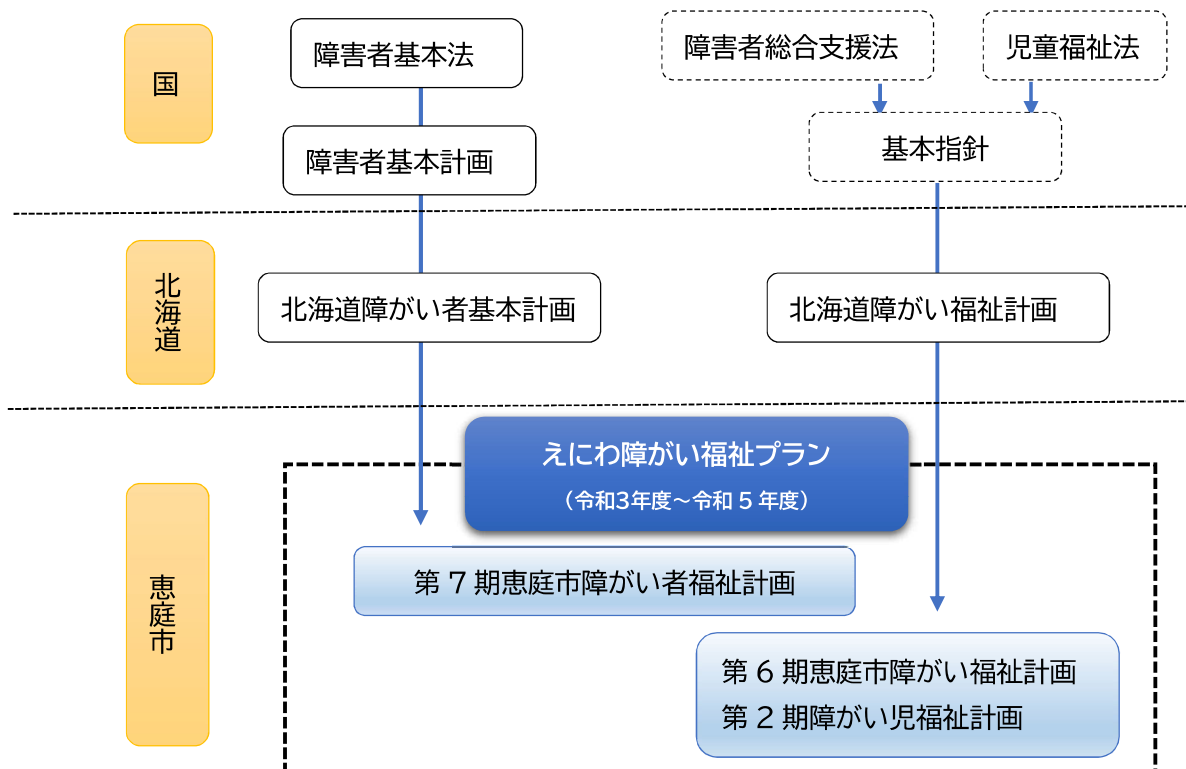 国
障害者基本法
障害者総合支援法
児童福祉法
障害者基本計画
基本指針
北海道
北海道障がい者基本計画
北海道障がい福祉計画
えにわ障がい福祉プラン
（令和3年度～令和５年度）
恵庭市
第７期恵庭市障がい者福祉計画
第６期恵庭市障がい福祉計画
第２期障がい児福祉計画